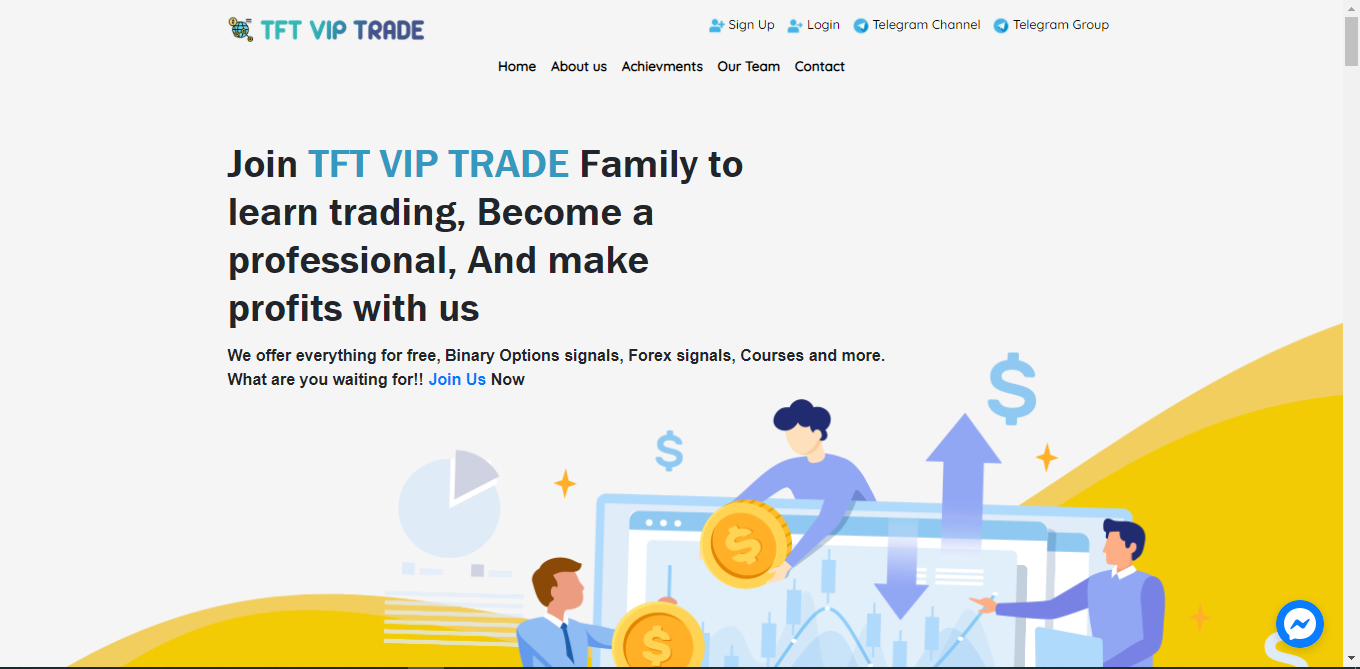 TFT VIP TRADE
Sign Up Login Telegram Channel Telegram Group
Home About us Achievments Our Team Contact
Join TFT VIP TRADE Family to
learn trading, Become a
professional, And make
profits with us
We offer everything for free, Binary Options signals, Forex signals, Courses and more.
What are you waiting for!! Join Us Now
$
$
$
$
$